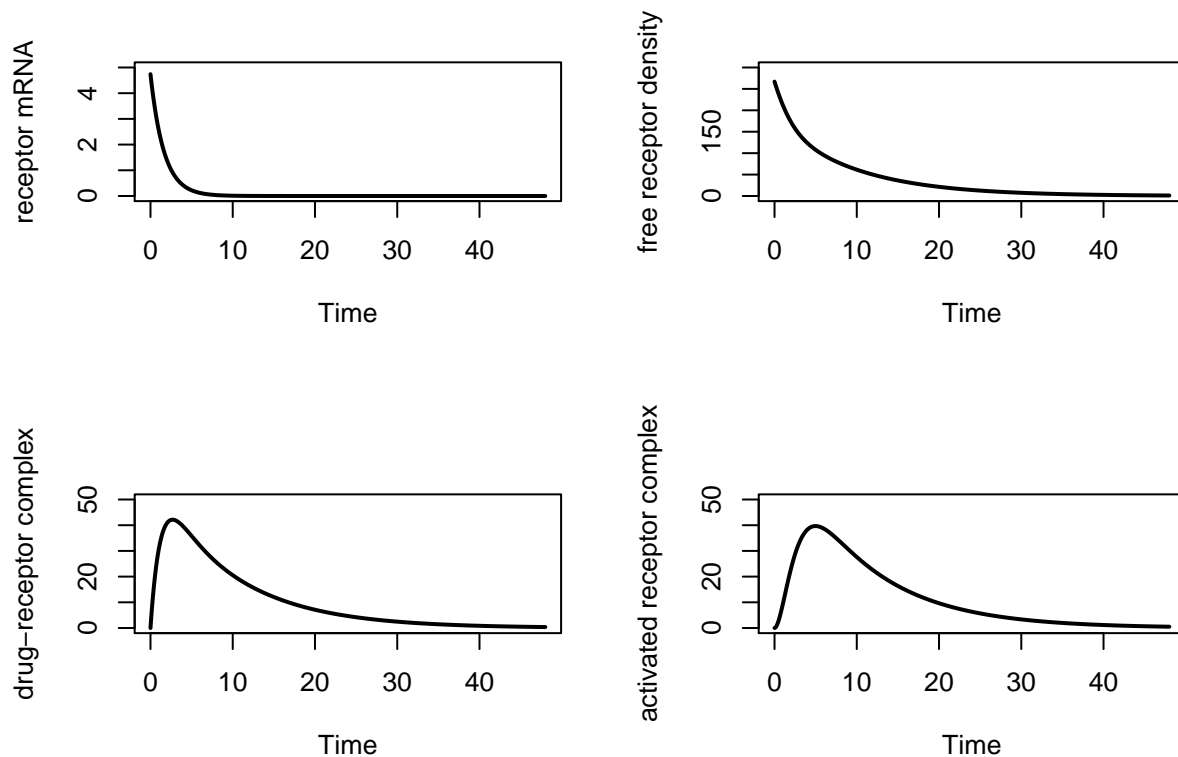 receptor mRNA
0 2 4
0 10 20 30 40
Time
free receptor density
0 150
0 10 20 30 40
Time
drug−receptor complex
0 20 50
0 10 20 30 40
Time
activated receptor complex
0 20 50
0 10 20 30 40
Time